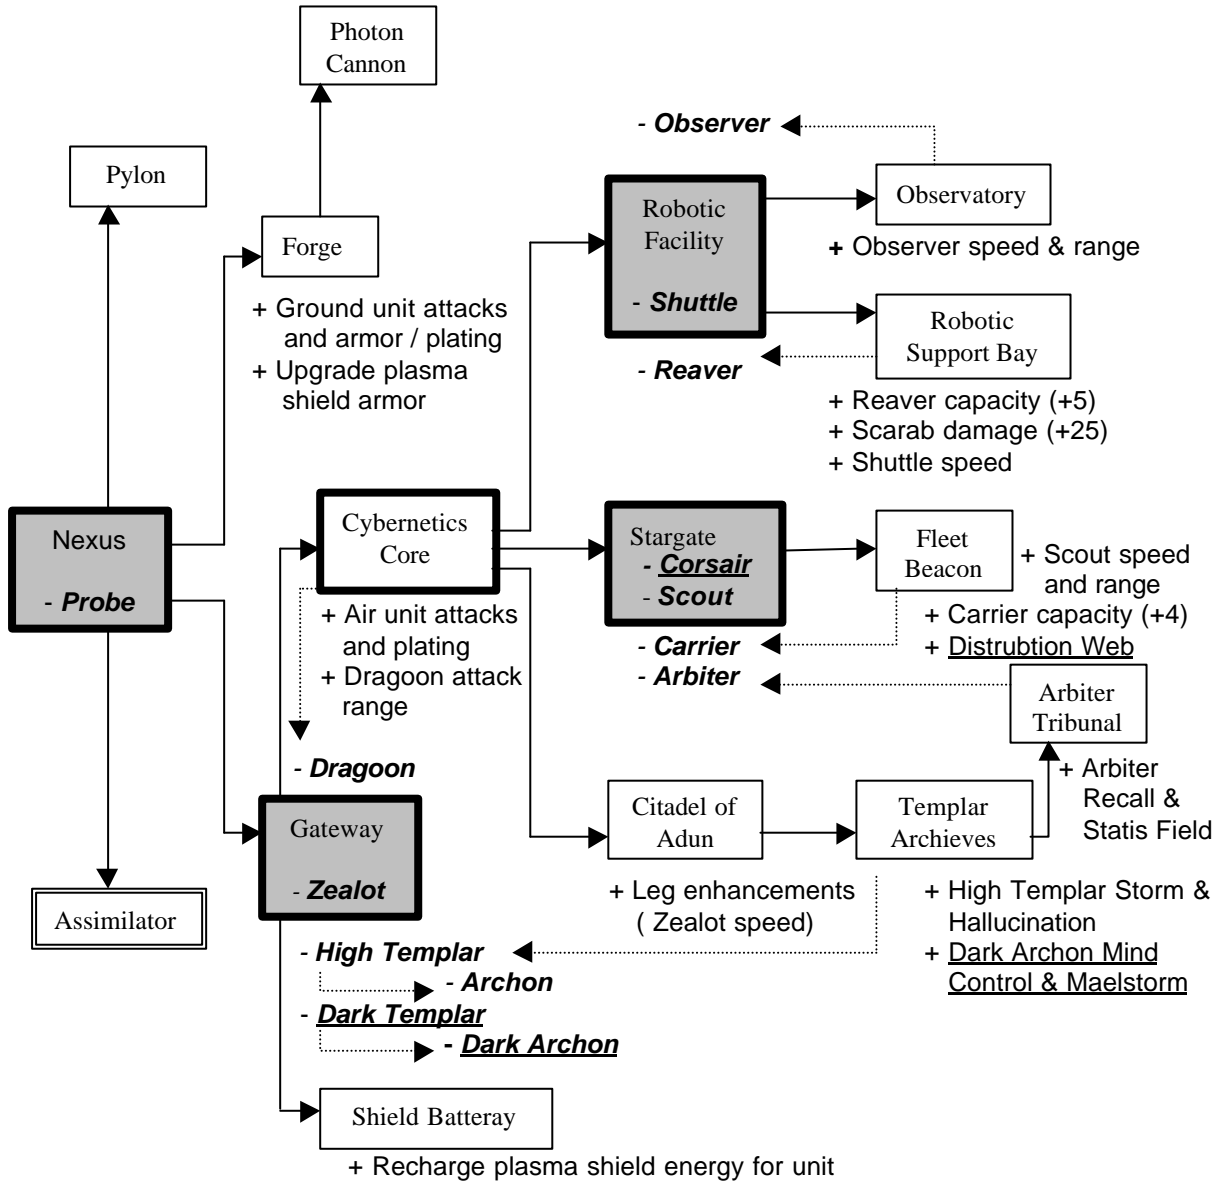 Photon
Cannon
- Observer
Pylon
Observatory
Robotic
Facility
- Shuttle
Forge
+ Observer speed & range
+ Ground unit attacks
and armor / plating
+ Upgrade plasma
shield armor
Robotic
Support Bay
- Reaver
+ Reaver capacity (+5)
+ Scarab damage (+25)
+ Shuttle speed
Nexus
- Probe
Cybernetics
Core
Stargate
- Corsair
- Scout
Fleet
Beacon
+ Scout speed
and range
+ Carrier capacity (+4)
+ Distrubtion Web
+ Air unit attacks
and plating
+ Dragoon attack
range
- Carrier
- Arbiter
Arbiter
Tribunal
- Dragoon
+ Arbiter
Recall &
Statis Field
Gateway
- Zealot
Citadel of
Adun
Templar
Archieves
+ Leg enhancements
( Zealot speed)
+ High Templar Storm &
Hallucination
+ Dark Archon Mind
Control & Maelstorm
Assimilator
- High Templar
- Archon
- Dark Templar
- Dark Archon
Shield Batteray
+ Recharge plasma shield energy for unit